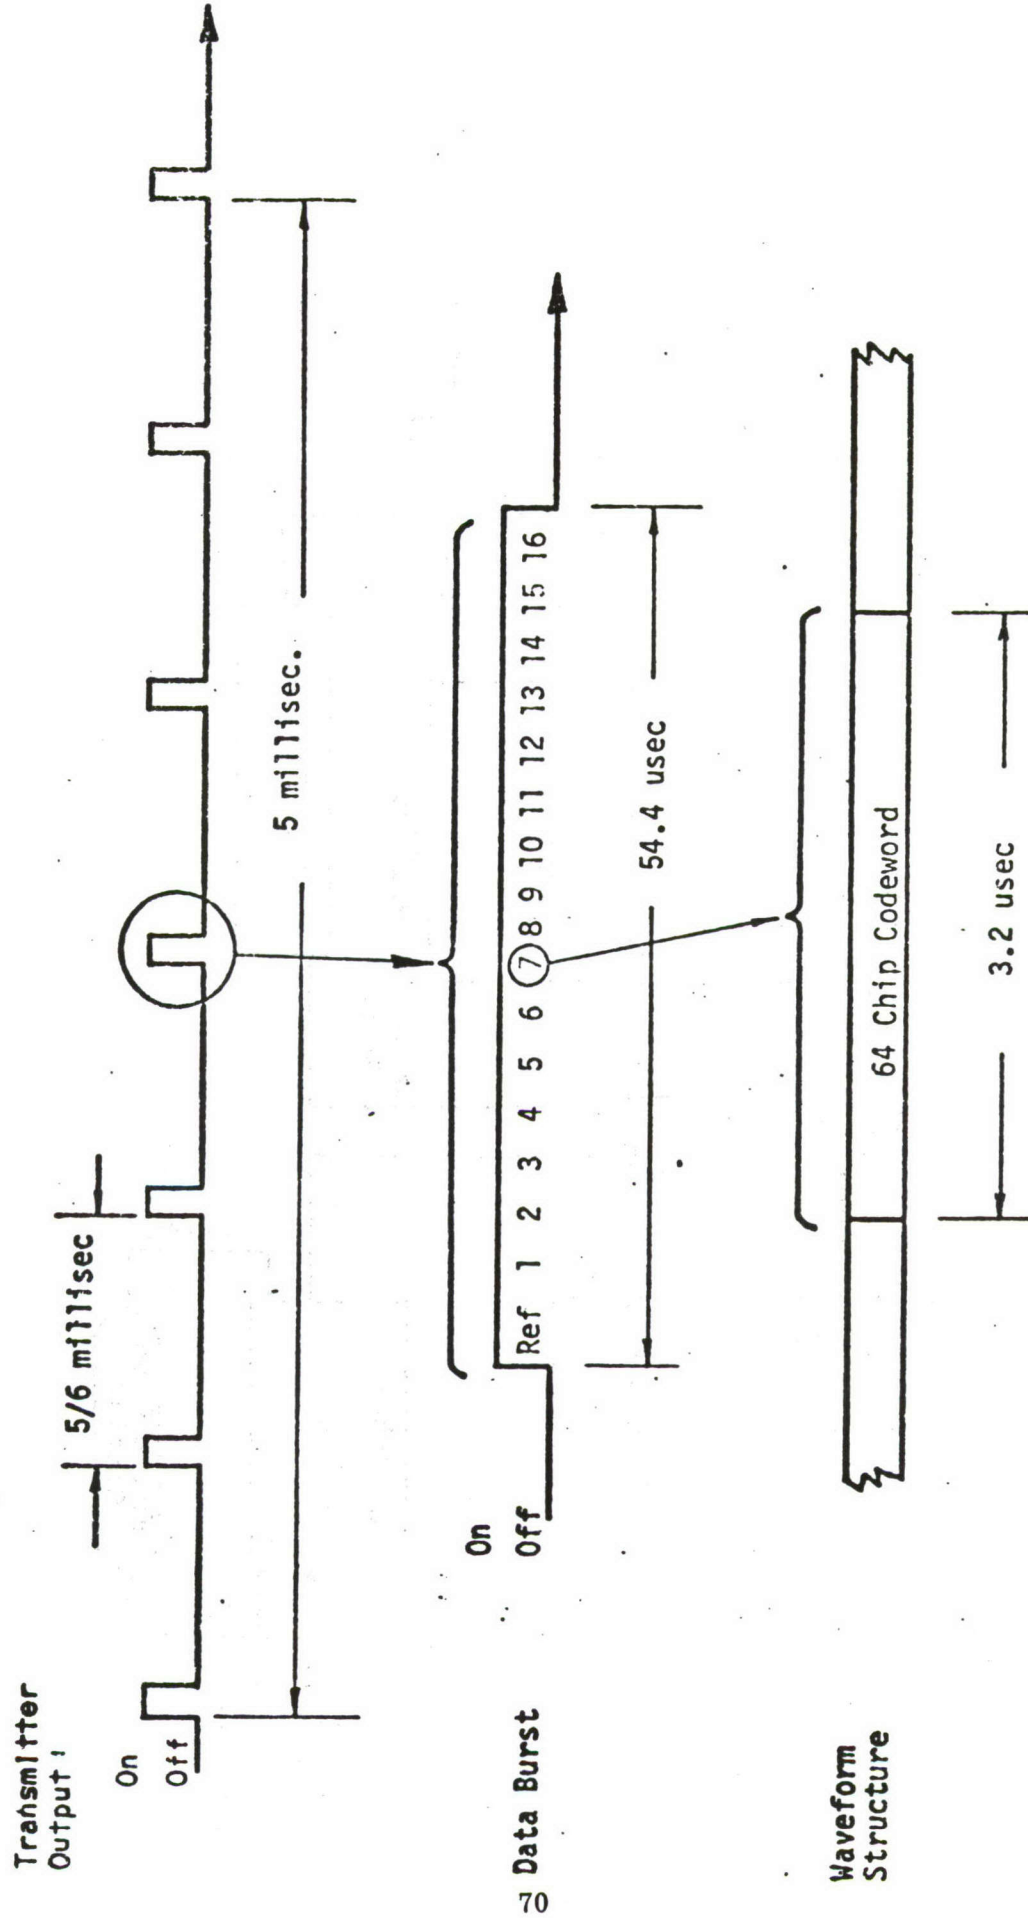 Transmitter
Output:
On
Off
5/6 millisec
5 millisec.
Data Burst
On
Off
Ref 1 2 3 4 5 6 7 8 9 10 11 12 13 14 15 16
54.4 usec
Waveform
Structure
64 Chip Codeword
3.2 usec
70